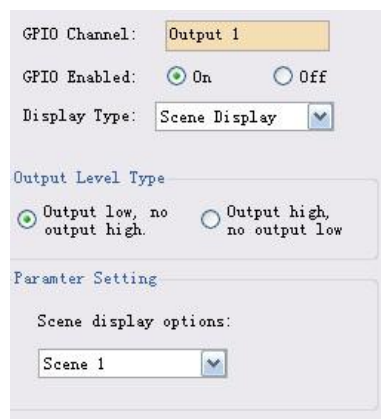 GPIO Channel: Output 1
GPIO Enabled: On Off
Display Type: Scene Display
Output Level Type
Output low, no output high.
Output high, no output low
Paramter Setting
Scene display options:
Scene 1